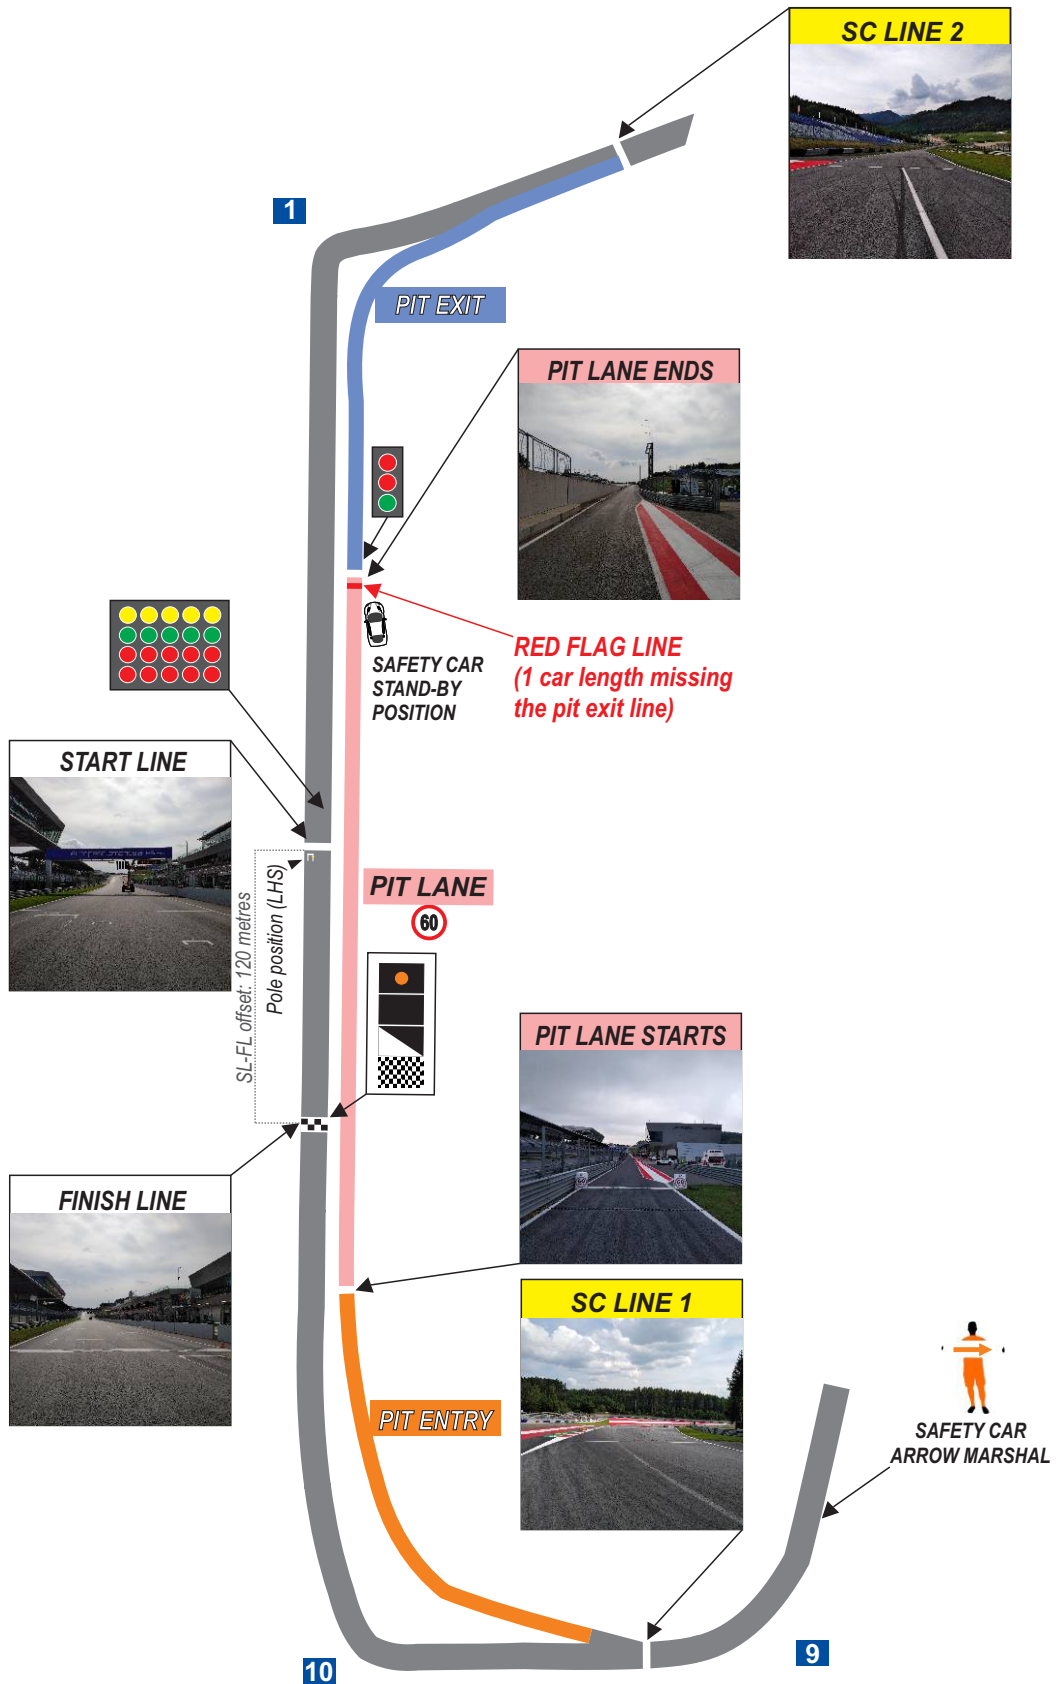 SC LINE 2
1
PIT EXIT
PIT LANE ENDS
RED FLAG LINE
(1 car length missing
the pit exit line)
SAFETY CAR
STAND-BY
POSITION
START LINE
SL-FL offset: 120 metres
Pole position (LHS)
PIT LANE
60
PIT LANE STARTS
60
60
FINISH LINE
SC LINE 1
PIT ENTRY
SAFETY CAR
ARROW MARSHAL
9
10